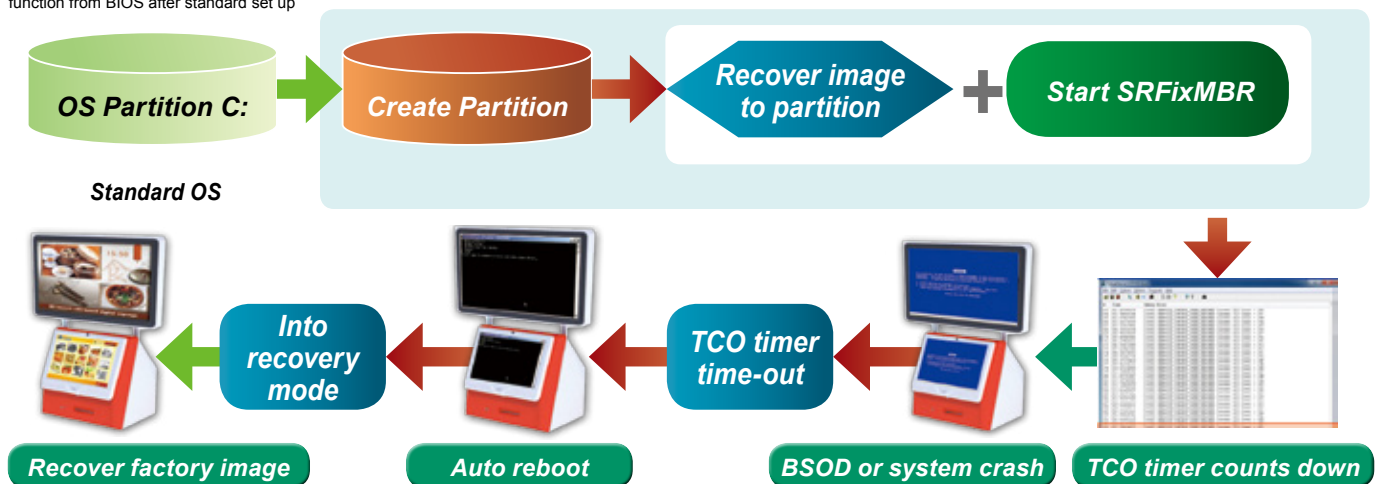 function from BIOS after standard set up
OS Partition C:
Create Partition
Recover image
to partition
Start SRFixMBR
Standard OS
Into
recovery
mode
TCO timer
time-out
Recover factory image
Auto reboot
BSOD or system crash
TCO timer counts down